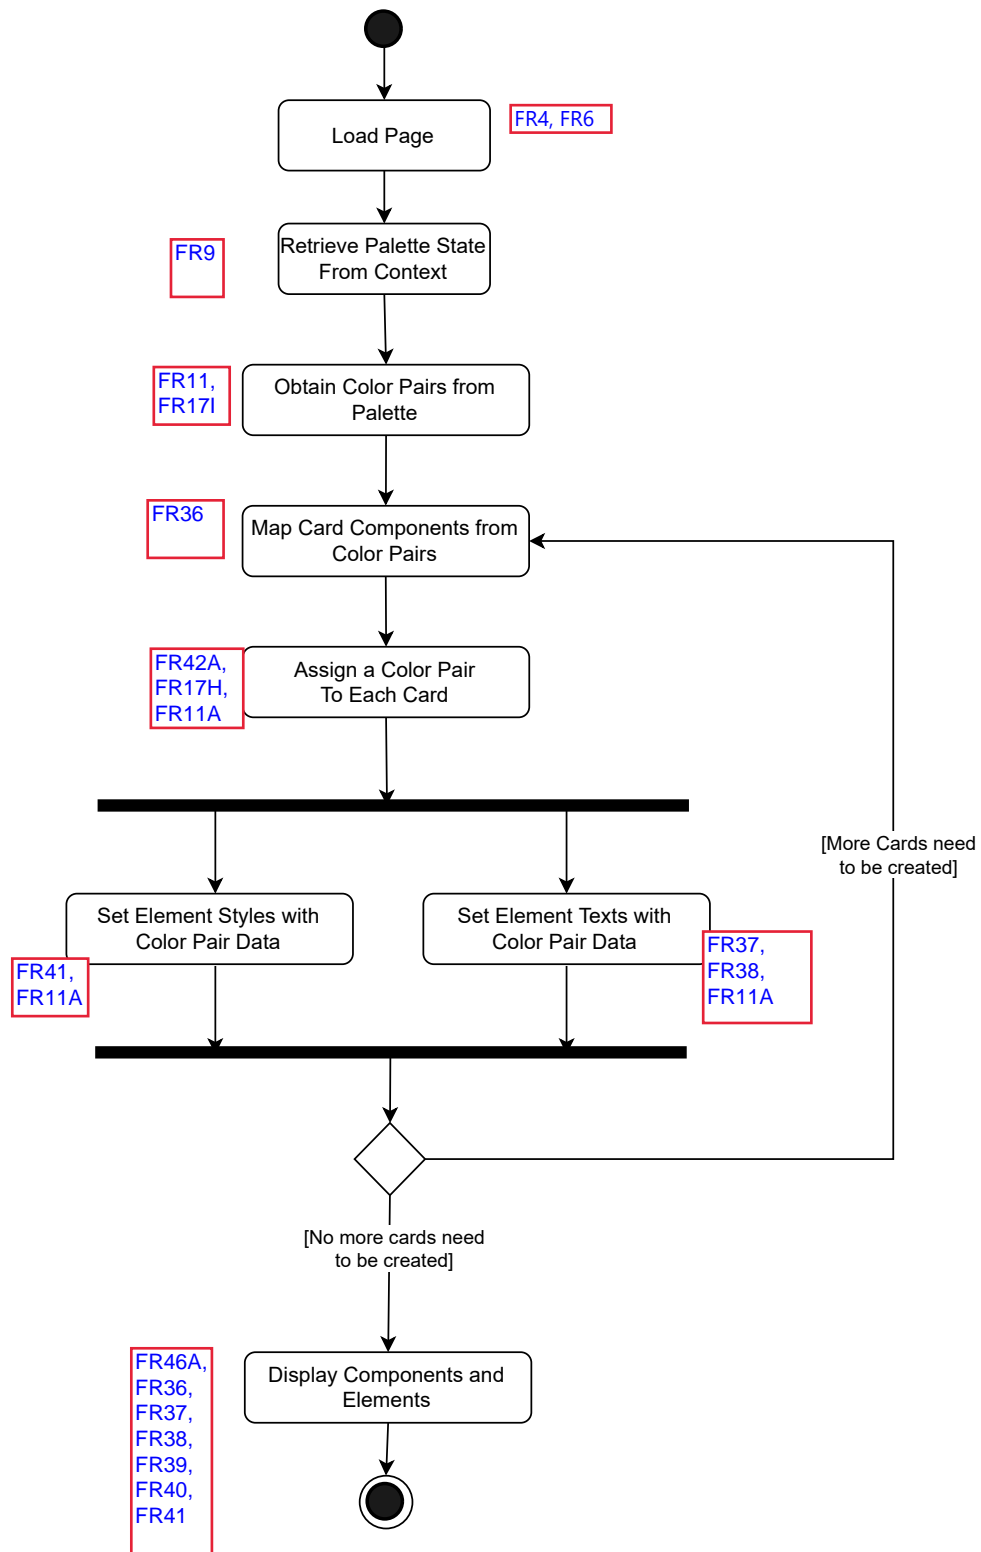 Load Page
FR4, FR6
Retrieve Palette State
From Context
FR9
Obtain Color Pairs from
Palette
FR11,
FR17I
Map Card Components from
Color Pairs
FR36
Assign a Color Pair
To Each Card
FR42A,
FR17H,
FR11A
[More Cards need
to be created]
Set Element Styles with
Color Pair Data
FR41,
FR11A
Set Element Texts with
Color Pair Data
FR37,
FR38,
FR11A
[No more cards need
to be created]
Display Components and
Elements
FR46A,
FR36,
FR37,
FR38,
FR39,
FR40,
FR41